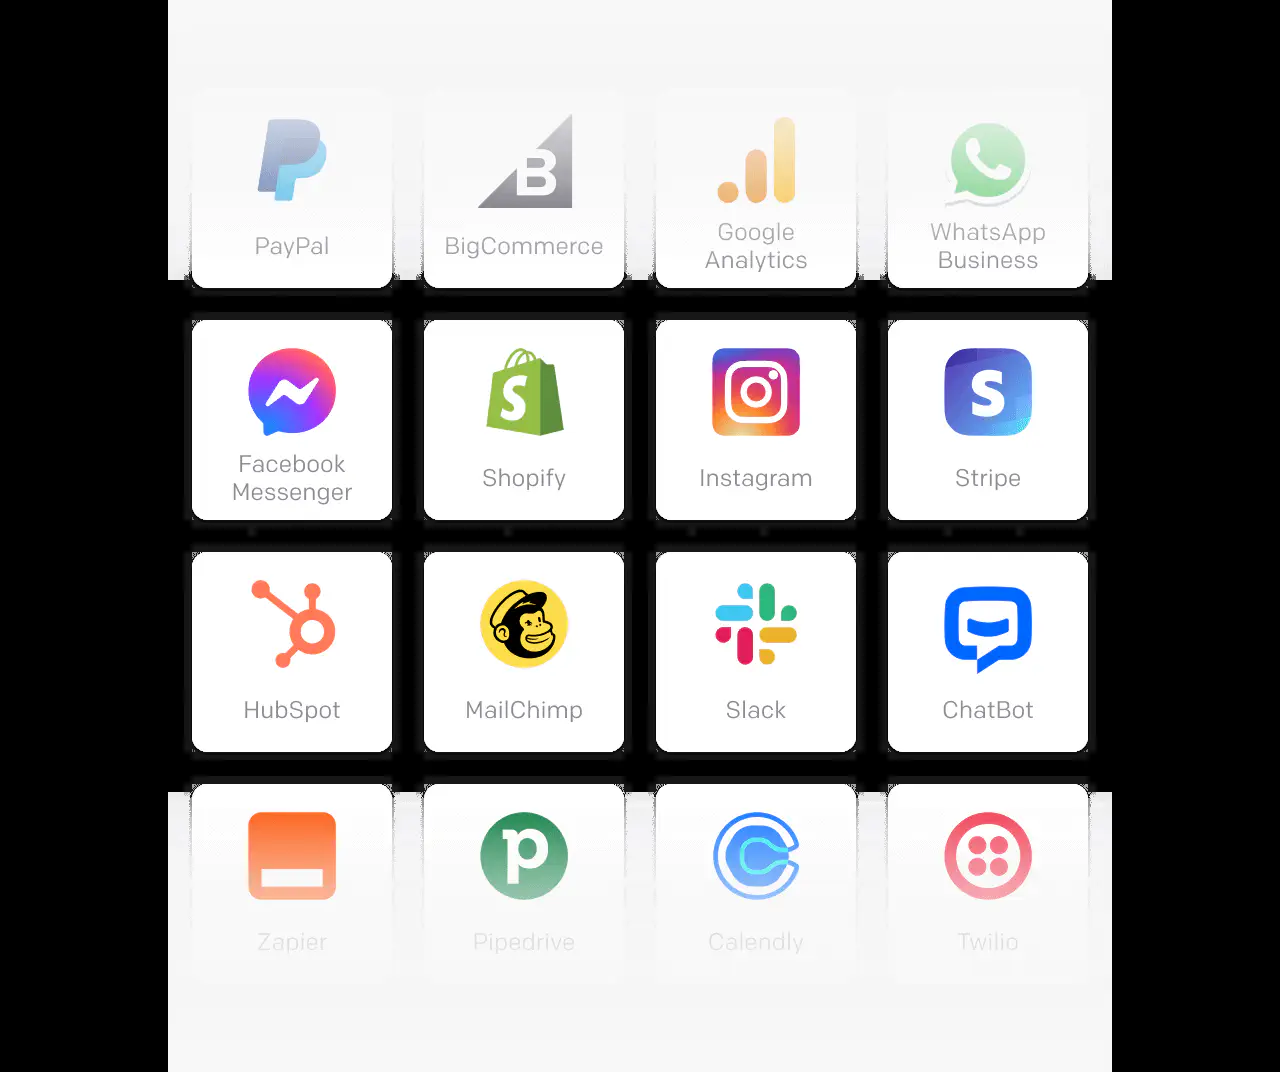 PayPal
BigCommerce
Google
Analytics
WhatsApp
Business
Facebook
Messenger
Shopify
Instagram
Stripe
HubSpot
MailChimp
Slack
ChatBot
Zapier
Pipedrive
Calendly
Twilio